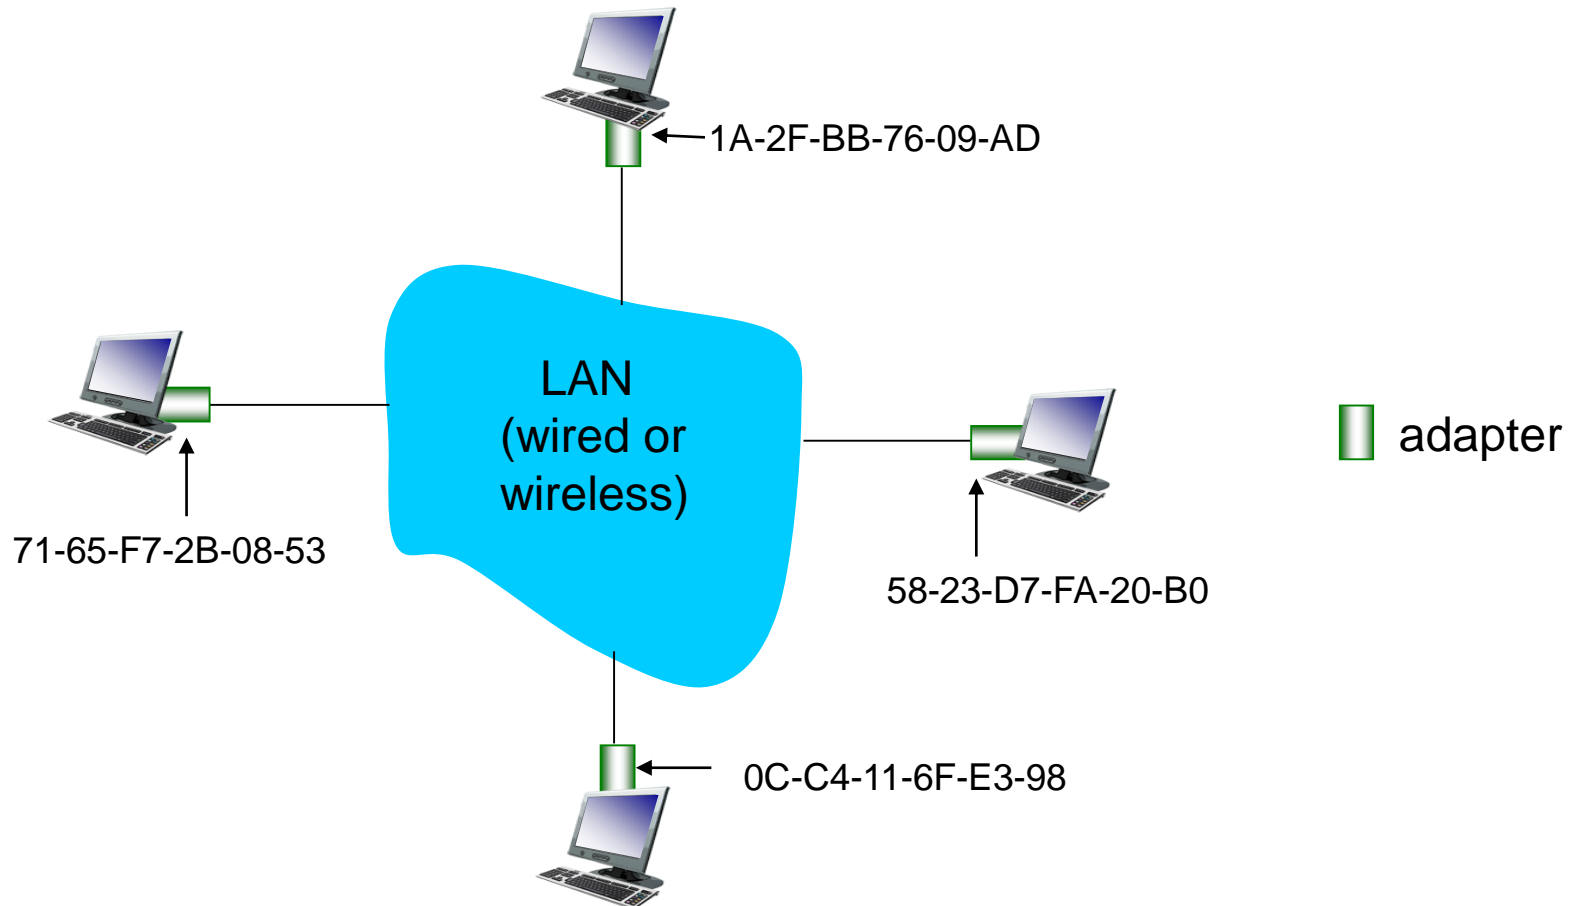 1A-2F-BB-76-09-AD
LAN
(wired or
wireless)
adapter
71-65-F7-2B-08-53
58-23-D7-FA-20-B0
0C-C4-11-6F-E3-98